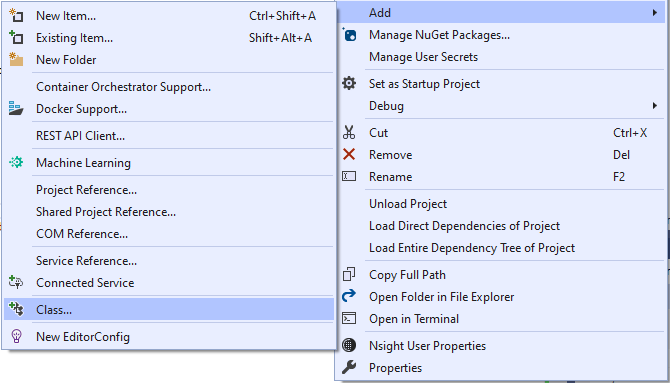 New Item... Ctrl+Shift+A
Existing Item... Shift+Alt+A
New Folder
Container Orchestrator Support...
Docker Support...
REST API Client...
Machine Learning
Project Reference...
Shared Project Reference...
COM Reference...
Service Reference...
Connected Service
Class...
New EditorConfig
Add
Manage NuGet Packages...
Manage User Secrets
Set as Startup Project
Debug
Cut Ctrl+X
Remove Del
Rename F2
Unload Project
Load Direct Dependencies of Project
Load Entire Dependency Tree of Project
Copy Full Path
Open Folder in File Explorer
Open in Terminal
Nsight User Properties
Properties